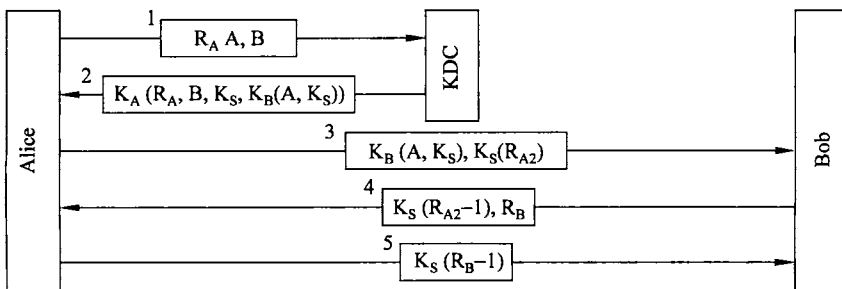 1
R_A A, B
2
K_A (R_A, B, K_S, K_B(A, K_S))
KDC
3
K_B (A, K_S), K_S(R_A2)
Alice
Bob
4
K_S (R_A2–1), R_B
5
K_S (R_B–1)